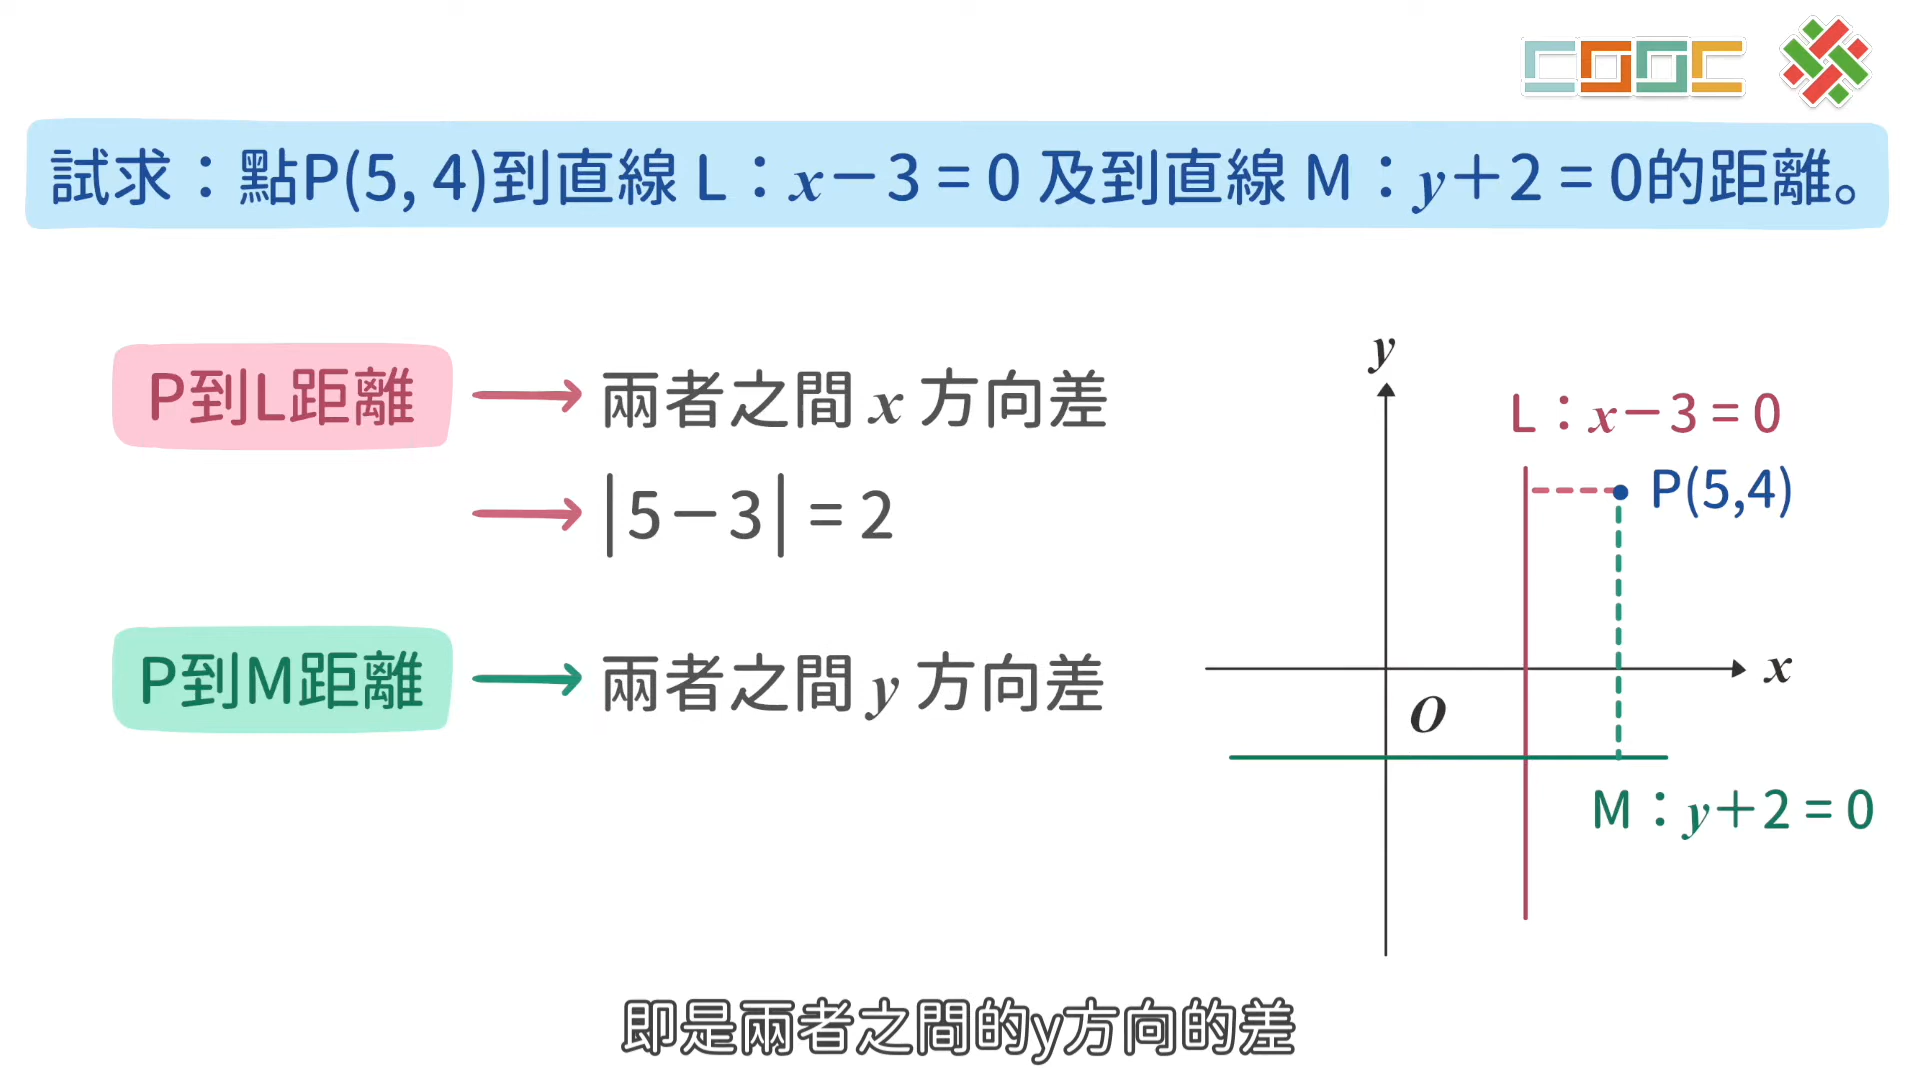 COOC
試求：點P(5, 4)到直線 L：x－3 = 0 及到直線 M：y＋2 = 0的距離。
P到L距離 → 兩者之間 x 方向差
→ |5－3| = 2
P到M距離 → 兩者之間 y 方向差
y
L：x－3 = 0
P(5,4)
x
O
M：y＋2 = 0
即是兩者之間的y方向的差